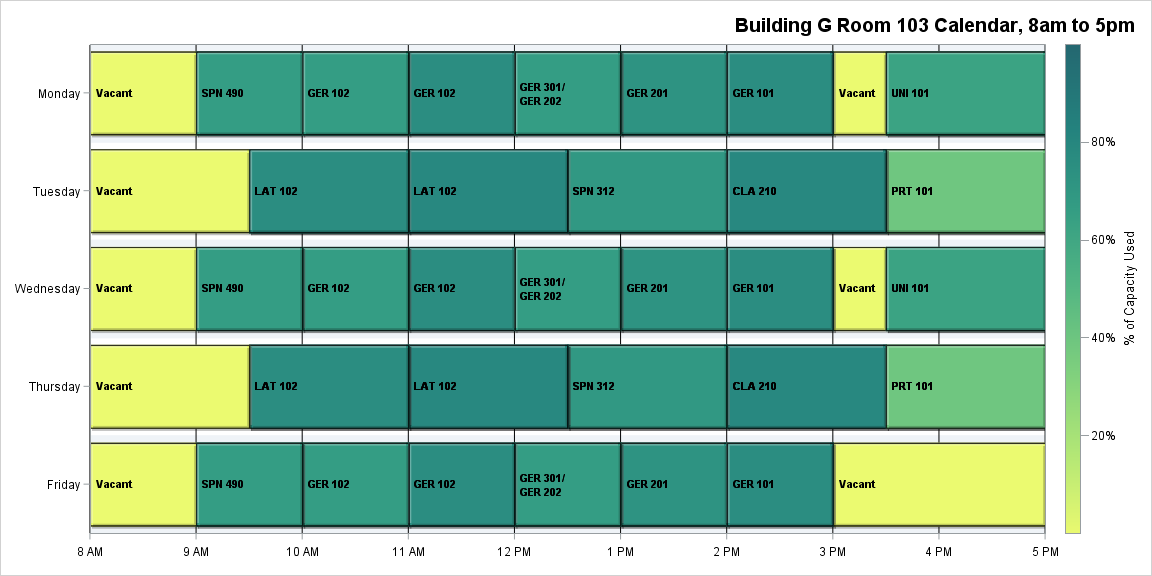 Building G Room 103 Calendar, 8am to 5pm
Monday
Vacant
SPN 490
GER 102
GER 102
GER 301/
GER 202
GER 201
GER 101
Vacant
UNI 101
Tuesday
Vacant
LAT 102
LAT 102
SPN 312
CLA 210
PRT 101
Wednesday
Vacant
SPN 490
GER 102
GER 102
GER 301/
GER 202
GER 201
GER 101
Vacant
UNI 101
Thursday
Vacant
LAT 102
LAT 102
SPN 312
CLA 210
PRT 101
Friday
Vacant
SPN 490
GER 102
GER 102
GER 301/
GER 202
GER 201
GER 101
Vacant
8 AM
9 AM
10 AM
11 AM
12 PM
1 PM
2 PM
3 PM
4 PM
5 PM
80%
60%
40%
20%
% of Capacity Used